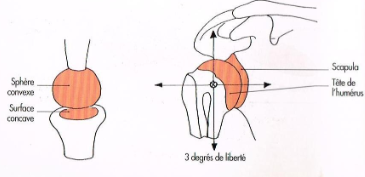 Sphère
convexe
Surface
concave
Scapula
Tête de
l'humérus
3 degrés de liberté